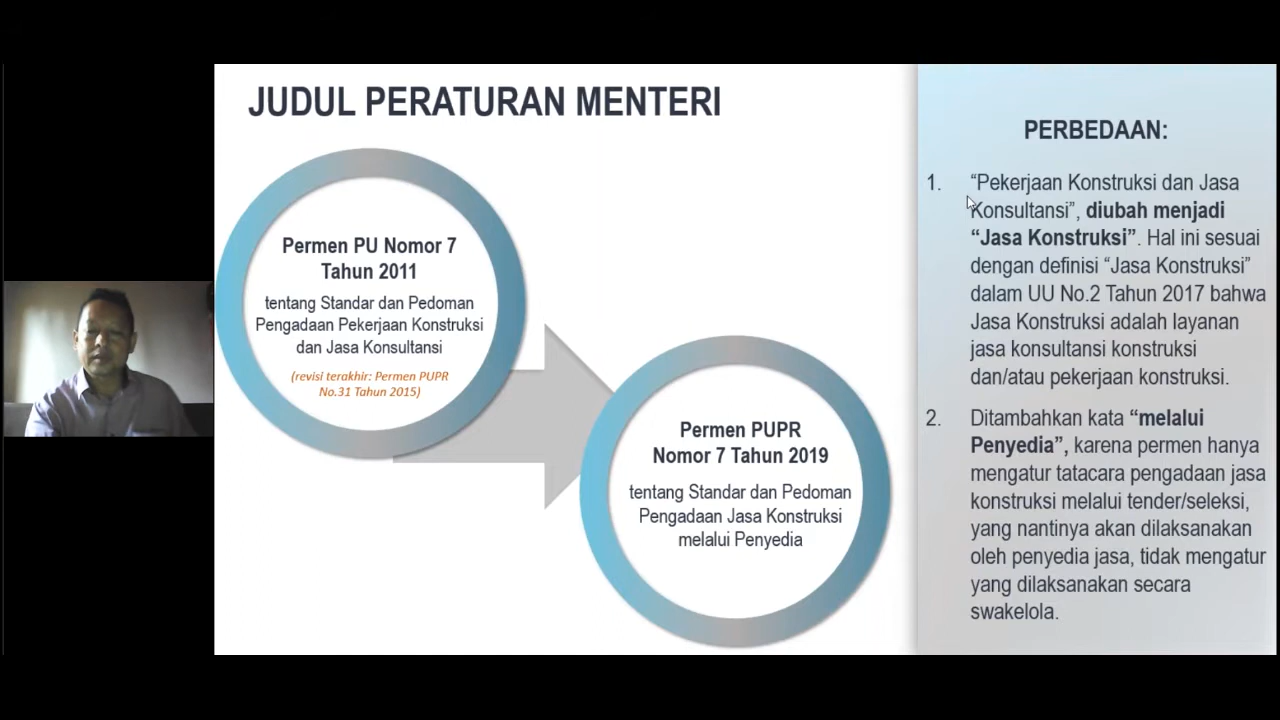 JUDUL PERATURAN MENTERI
Permen PU Nomor 7
Tahun 2011
tentang Standar dan Pedoman
Pengadaan Pekerjaan Konstruksi
dan Jasa Konsultansi
(revisi terakhir: Permen PUPR
No.31 Tahun 2015)
Permen PUPR
Nomor 7 Tahun 2019
tentang Standar dan Pedoman
Pengadaan Jasa Konstruksi
melalui Penyedia
PERBEDAAN:
1. “Pekerjaan Konstruksi dan Jasa
Konsultansi”, diubah menjadi
“Jasa Konstruksi”. Hal ini sesuai
dengan definisi “Jasa Konstruksi”
dalam UU No.2 Tahun 2017 bahwa
Jasa Konstruksi adalah layanan
jasa konsultansi konstruksi
dan/atau pekerjaan konstruksi.
2. Ditambahkan kata “melalui
Penyedia”, karena permen hanya
mengatur tatacara pengadaan jasa
konstruksi melalui tender/seleksi,
yang nantinya akan dilaksanakan
oleh penyedia jasa, tidak mengatur
yang dilaksanakan secara
swakelola.